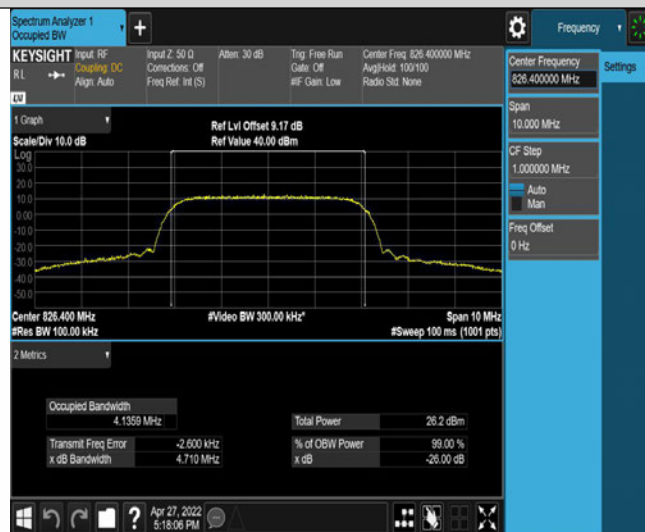 Spectrum Analyzer 1
Occupied BW
Frequency
KEYSIGHT
Input: RF
Coupling: DC
Align: Auto
Input Z: 50 Ω
Corrections: Off
Freq Ref: Int (S)
Atten: 30 dB
Trig: Free Run
Gate: Off
#IF Gain: Low
Center Freq: 826.400000 MHz
Avg|Hold: 100/100
Radio Std: None
RL
LXI
Center Frequency
826.400000 MHz
Settings
Span
10.000 MHz
CF Step
1.000000 MHz
Auto
Man
Freq Offset
0 Hz
1 Graph
Scale/Div 10.0 dB
Ref Lvl Offset 9.17 dB
Ref Value 40.00 dBm
Log
30.0
20.0
10.0
0.00
-10.0
-20.0
-30.0
-40.0
-50.0
Center 826.400 MHz
#Res BW 100.00 kHz
#Video BW 300.00 kHz*
Span 10 MHz
#Sweep 100 ms (1001 pts)
2 Metrics
Occupied Bandwidth
4.1359 MHz
Total Power 26.2 dBm
Transmit Freq Error -2.600 kHz
% of OBW Power 99.00 %
x dB Bandwidth 4.710 MHz
x dB -26.00 dB
?
Apr 27, 2022
5:18:06 PM